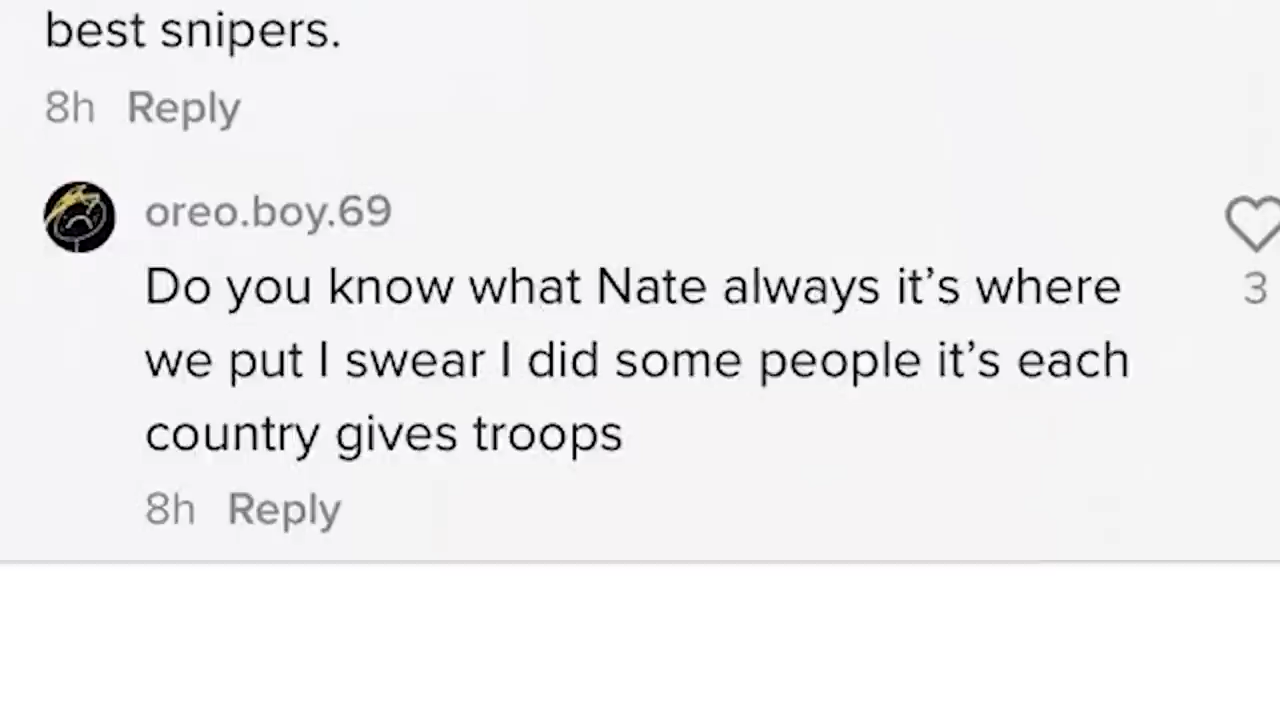 best snipers.
8h Reply
oreo.boy.69
Do you know what Nate always it’s where
3
we put I swear I did some people it’s each
country gives troops
8h Reply